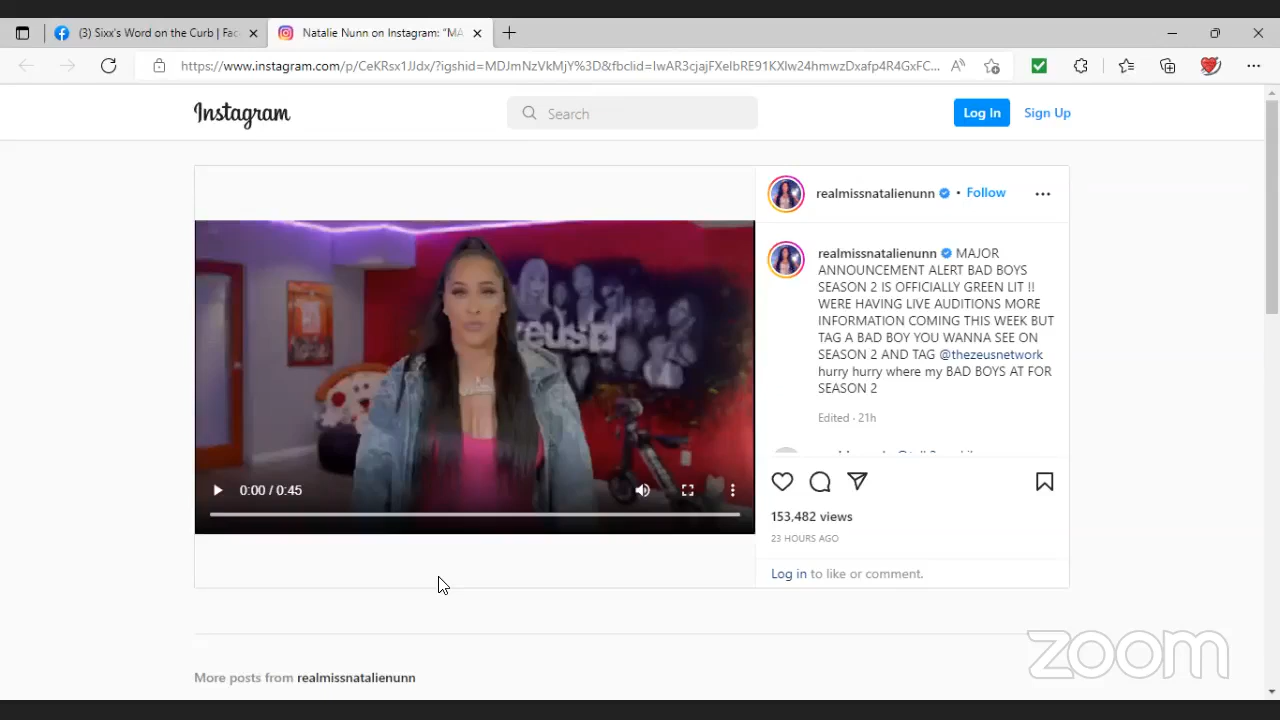 (3) Sixx's Word on the Curb | Fac
Natalie Nunn on Instagram: “MA
https://www.instagram.com/p/CeKRsx1JJdx/?igshid=MDJmNzVkMjY%3D&fbclid=IwAR3cjajFXelbRE91KXlw24hmwzDxafp4R4GxFC...
Instagram
Search
Log In
Sign Up
realmissnatalienunn • Follow
realmissnatalienunn MAJOR
ANNOUNCEMENT ALERT BAD BOYS
SEASON 2 IS OFFICIALLY GREEN LIT !!
WERE HAVING LIVE AUDITIONS MORE
INFORMATION COMING THIS WEEK BUT
TAG A BAD BOY YOU WANNA SEE ON
SEASON 2 AND TAG @thezeusnetwork
hurry hurry where my BAD BOYS AT FOR
SEASON 2
Edited · 21h
zeus
0:00 / 0:45
153,482 views
23 HOURS AGO
Log in to like or comment.
zoom
More posts from realmissnatalienunn